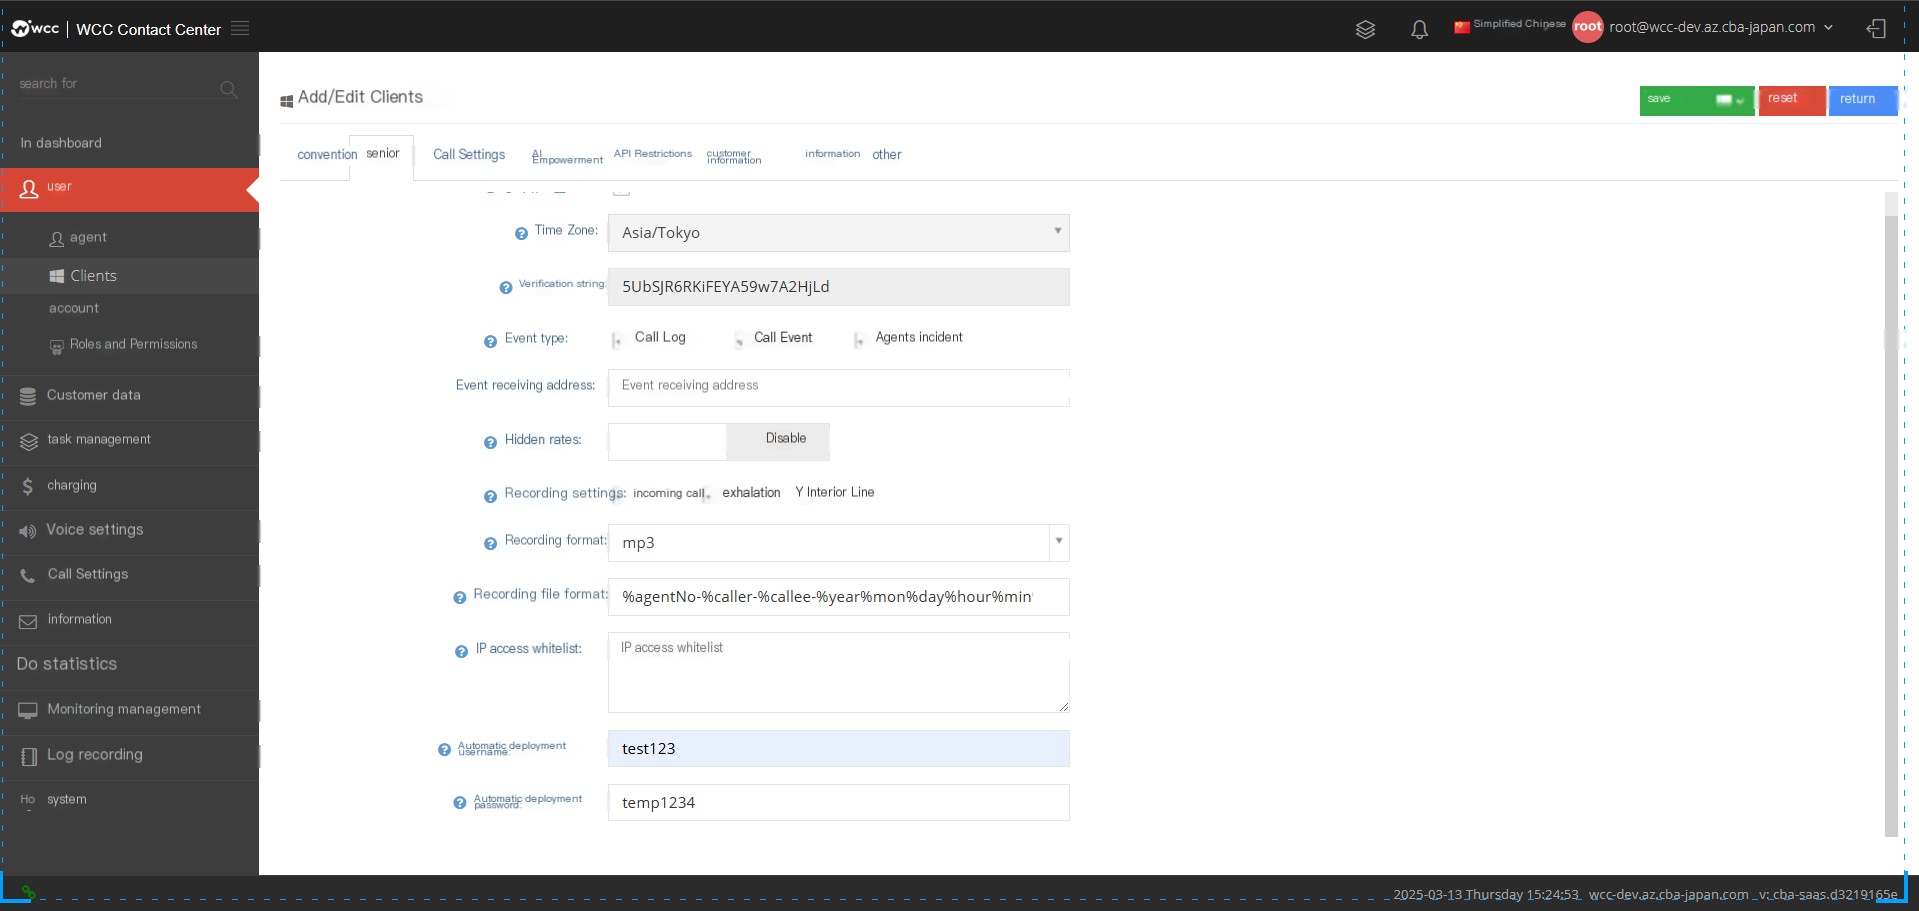 wcc | WCC Contact Center
Simplified Chinese
root
root@wcc-dev.az.cba-japan.com
search for
In dashboard
user
agent
Clients
account
Roles and Permissions
Customer data
task management
charging
Voice settings
Call Settings
information
Do statistics
Monitoring management
Log recording
Ho system
Add/Edit Clients
save
reset
return
convention
senior
Call Settings
AI Empowerment
API Restrictions
customer information
information
other
Time Zone: Asia/Tokyo
Verification string: 5UbSJR6RKiFEYA59w7A2HjLd
Event type: Call Log Call Event Agents incident
Event receiving address: Event receiving address
Hidden rates: Disable
Recording settings: incoming call, exhalation Y Interior Line
Recording format: mp3
Recording file format: %agentNo-%caller-%callee-%year%mon%day%hour%min
IP access whitelist: IP access whitelist
Automatic deployment username: test123
Automatic deployment password: temp1234
2025-03-13 Thursday 15:24:53 wcc-dev.az.cba-japan.com v: cba-saas.d3219165e